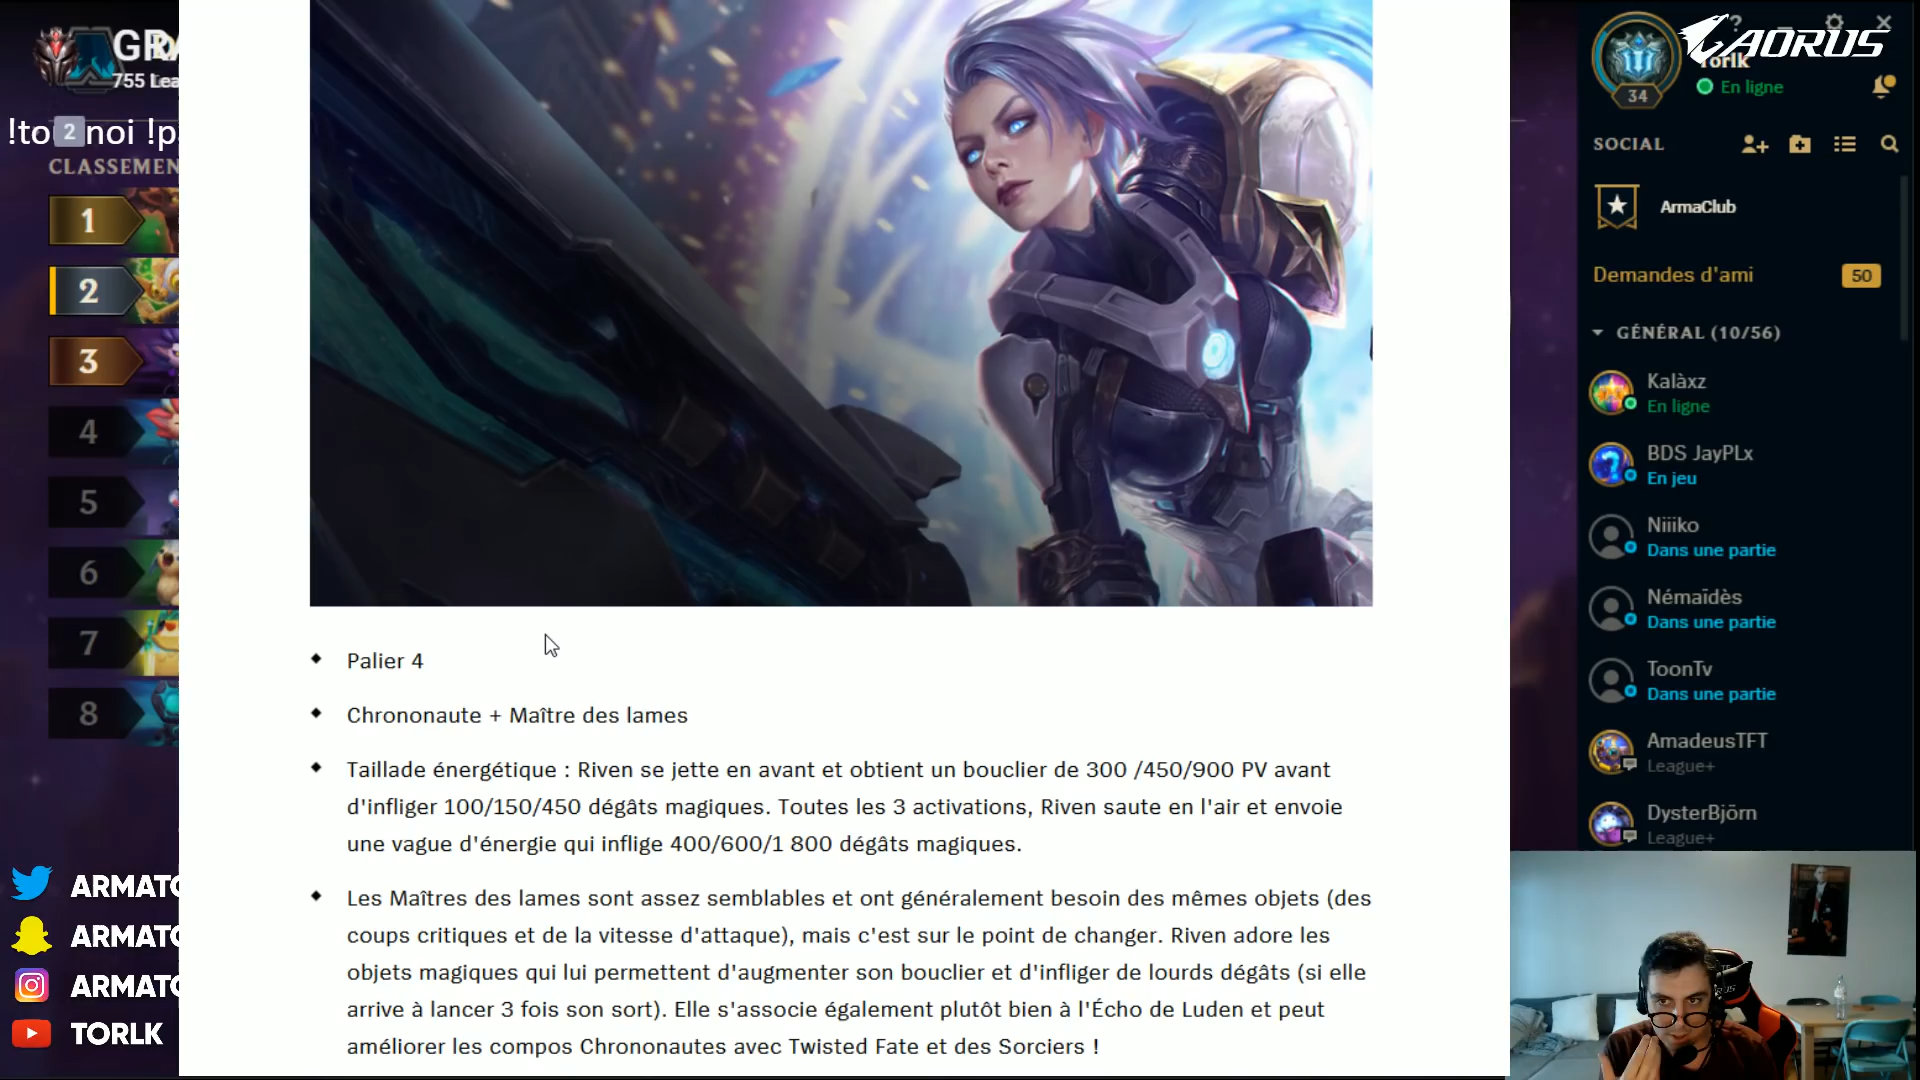 GRA
755 Lea
!to 2 noi !p
CLASSEMEN
1
2
3
4
5
6
7
8
ARMATO
ARMATO
ARMATO
TORLK
Palier 4
Chrononaute + Maître des lames
Taillade énergétique : Riven se jette en avant et obtient un bouclier de 300 /450/900 PV avant
d'infliger 100/150/450 dégâts magiques. Toutes les 3 activations, Riven saute en l'air et envoie
une vague d'énergie qui inflige 400/600/1 800 dégâts magiques.
Les Maîtres des lames sont assez semblables et ont généralement besoin des mêmes objets (des
coups critiques et de la vitesse d'attaque), mais c'est sur le point de changer. Riven adore les
objets magiques qui lui permettent d'augmenter son bouclier et d'infliger de lourds dégâts (si elle
arrive à lancer 3 fois son sort). Elle s'associe également plutôt bien à l'Écho de Luden et peut
améliorer les compos Chrononautes avec Twisted Fate et des Sorciers !
AORUS
Torlk
34
En ligne
SOCIAL
ArmaClub
Demandes d'ami
50
GÉNÉRAL (10/56)
Kalàxz
En ligne
BDS JayPLx
En jeu
Niiiko
Dans une partie
Némaïdès
Dans une partie
ToonTv
Dans une partie
AmadeusTFT
League+
DysterBjörn
League+